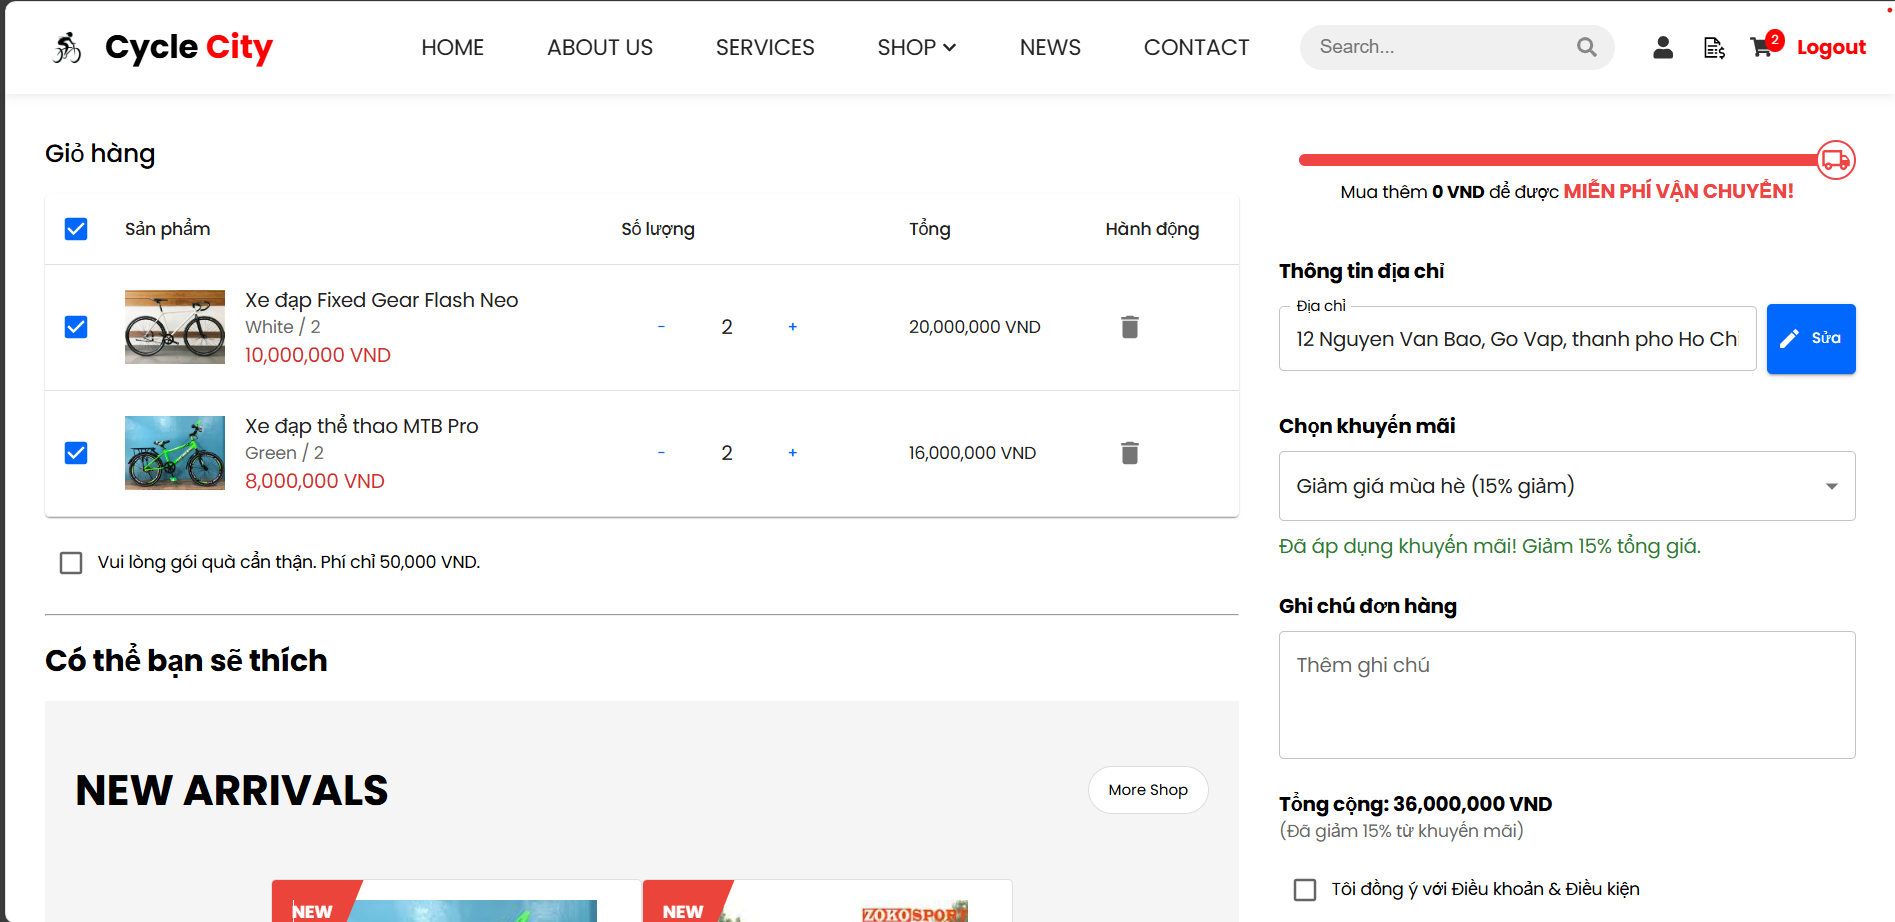 Cycle City
HOME
ABOUT US
SERVICES
SHOP
NEWS
CONTACT
Search...
2
Logout
Giỏ hàng
Sản phẩm
Số lượng
Tổng
Hành động
Xe đạp Fixed Gear Flash Neo
White / 2
10,000,000 VND
-
2
+
20,000,000 VND
Xe đạp thể thao MTB Pro
Green / 2
8,000,000 VND
-
2
+
16,000,000 VND
Vui lòng gói quà cẩn thận. Phí chỉ 50,000 VND.
Có thể bạn sẽ thích
NEW ARRIVALS
More Shop
NEW
NEW
ZOKOSPORT
Mua thêm 0 VND để được MIỄN PHÍ VẬN CHUYỂN!
Thông tin địa chỉ
Địa chỉ
12 Nguyen Van Bao, Go Vap, thanh pho Ho Chi
Sửa
Chọn khuyến mãi
Giảm giá mùa hè (15% giảm)
Đã áp dụng khuyến mãi! Giảm 15% tổng giá.
Ghi chú đơn hàng
Thêm ghi chú
Tổng cộng: 36,000,000 VND
(Đã giảm 15% từ khuyến mãi)
Tôi đồng ý với Điều khoản & Điều kiện